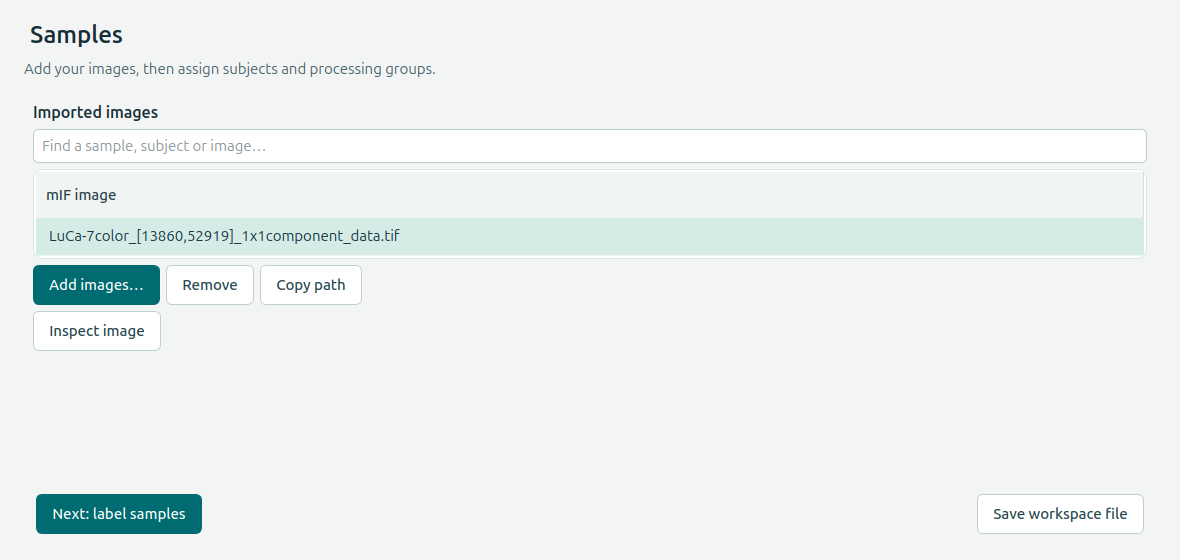 Samples
Add your images, then assign subjects and processing groups.
Imported images
Find a sample, subject or image...
mIF image
LuCa-7color_[13860,52919]_1x1component_data.tif
Add images... Remove Copy path
Inspect image
Next: label samples Save workspace file